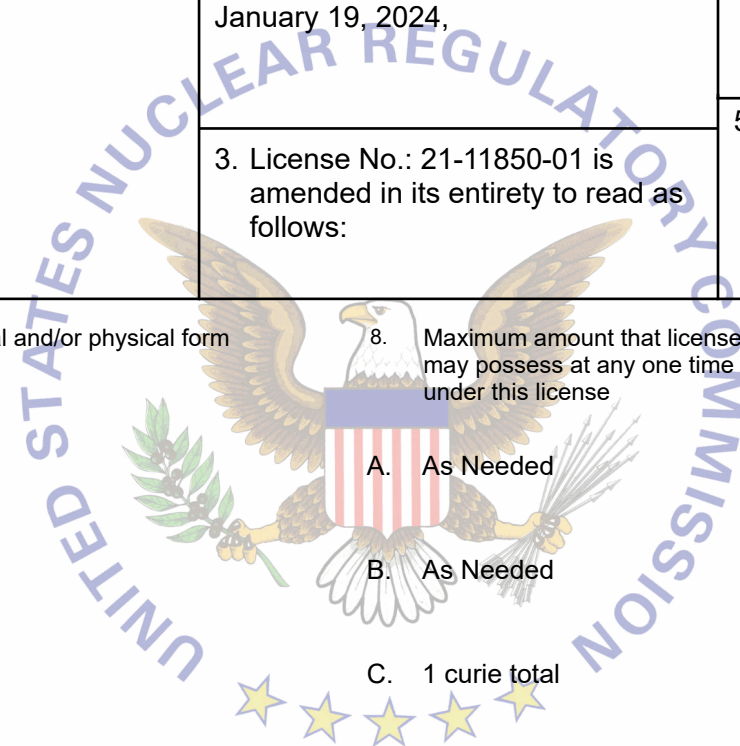 January 19, 2024,
3. License No.: 21-11850-01 is
amended in its entirety to read as
follows:
and/or physical form
8. Maximum amount that license
may possess at any one time
under this license
A. As Needed
B. As Needed
C. 1 curie total
UNITED STATES NUCLEAR REGULATORY COMMISSION